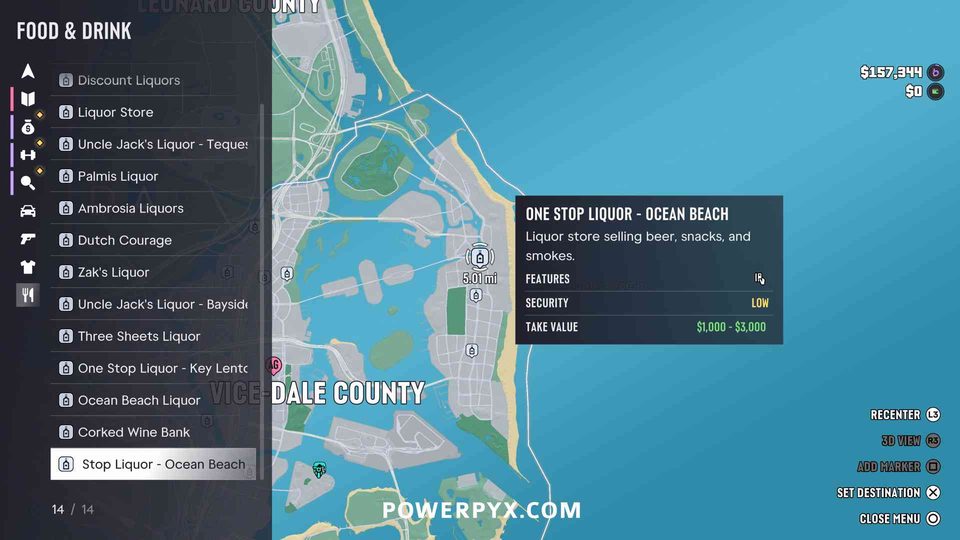 LEONARD COUNTY
FOOD & DRINK
Discount Liquors
Liquor Store
Uncle Jack's Liquor - Teques
Palmis Liquor
Ambrosia Liquors
Dutch Courage
Zak's Liquor
Uncle Jack's Liquor - Bayside
Three Sheets Liquor
One Stop Liquor - Key Lento
Ocean Beach Liquor
Corked Wine Bank
Stop Liquor - Ocean Beach
14 / 14
$157,344
$0
ONE STOP LIQUOR - OCEAN BEACH
Liquor store selling beer, snacks, and
smokes.
FEATURES
SECURITY LOW
TAKE VALUE $1,000 - $3,000
5.01 mi
AG
VICE-DALE COUNTY
RECENTER L3
3D VIEW R3
ADD MARKER
SET DESTINATION
CLOSE MENU
POWERPYX.COM